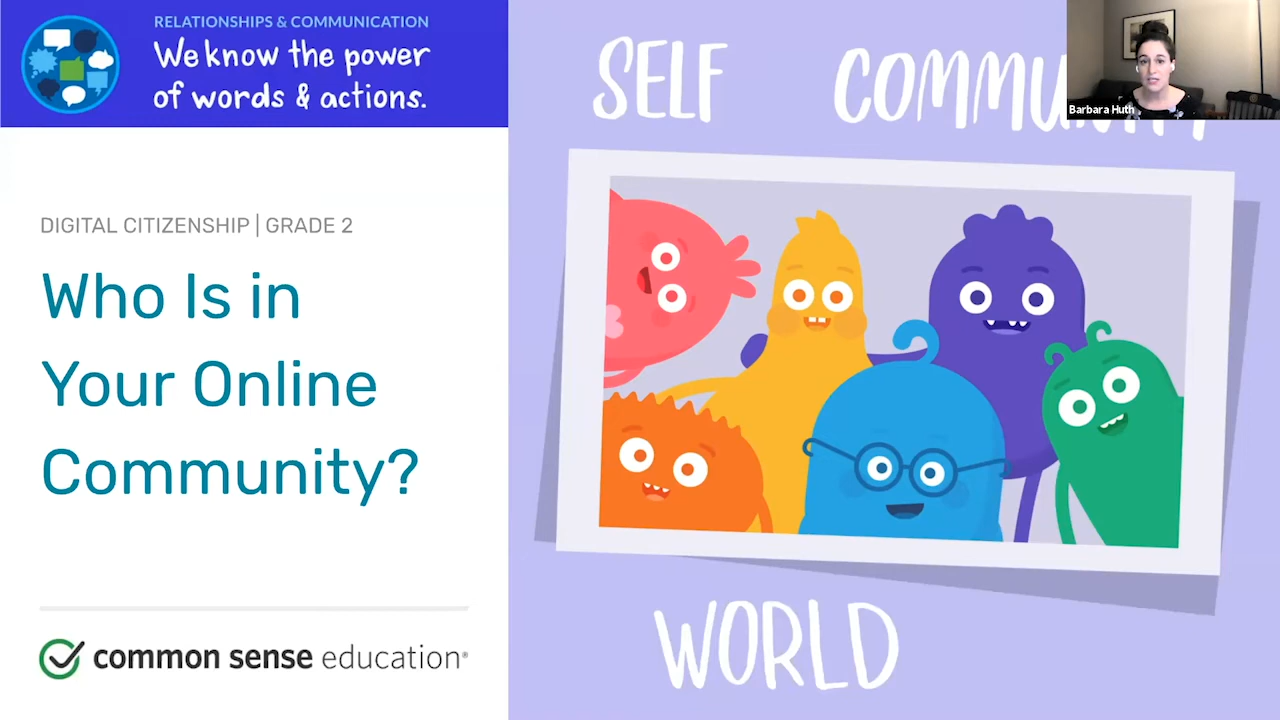 RELATIONSHIPS & COMMUNICATION
We know the power
of words & actions.
DIGITAL CITIZENSHIP | GRADE 2
Who Is in
Your Online
Community?
common sense education®
SELF COMMUNITY
Barbara Huth
WORLD